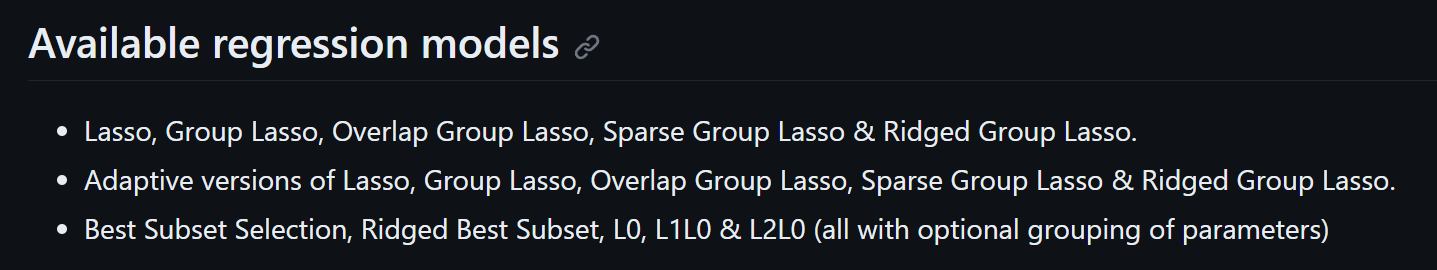 Available regression models
Lasso, Group Lasso, Overlap Group Lasso, Sparse Group Lasso & Ridged Group Lasso.
Adaptive versions of Lasso, Group Lasso, Overlap Group Lasso, Sparse Group Lasso & Ridged Group Lasso.
Best Subset Selection, Ridged Best Subset, L0, L1L0 & L2L0 (all with optional grouping of parameters)